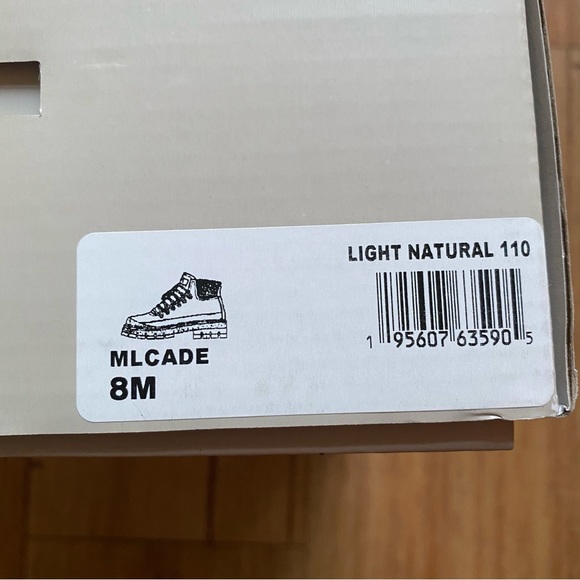 LIGHT NATURAL 110
1 95607 63590 5
MLCADE
8M